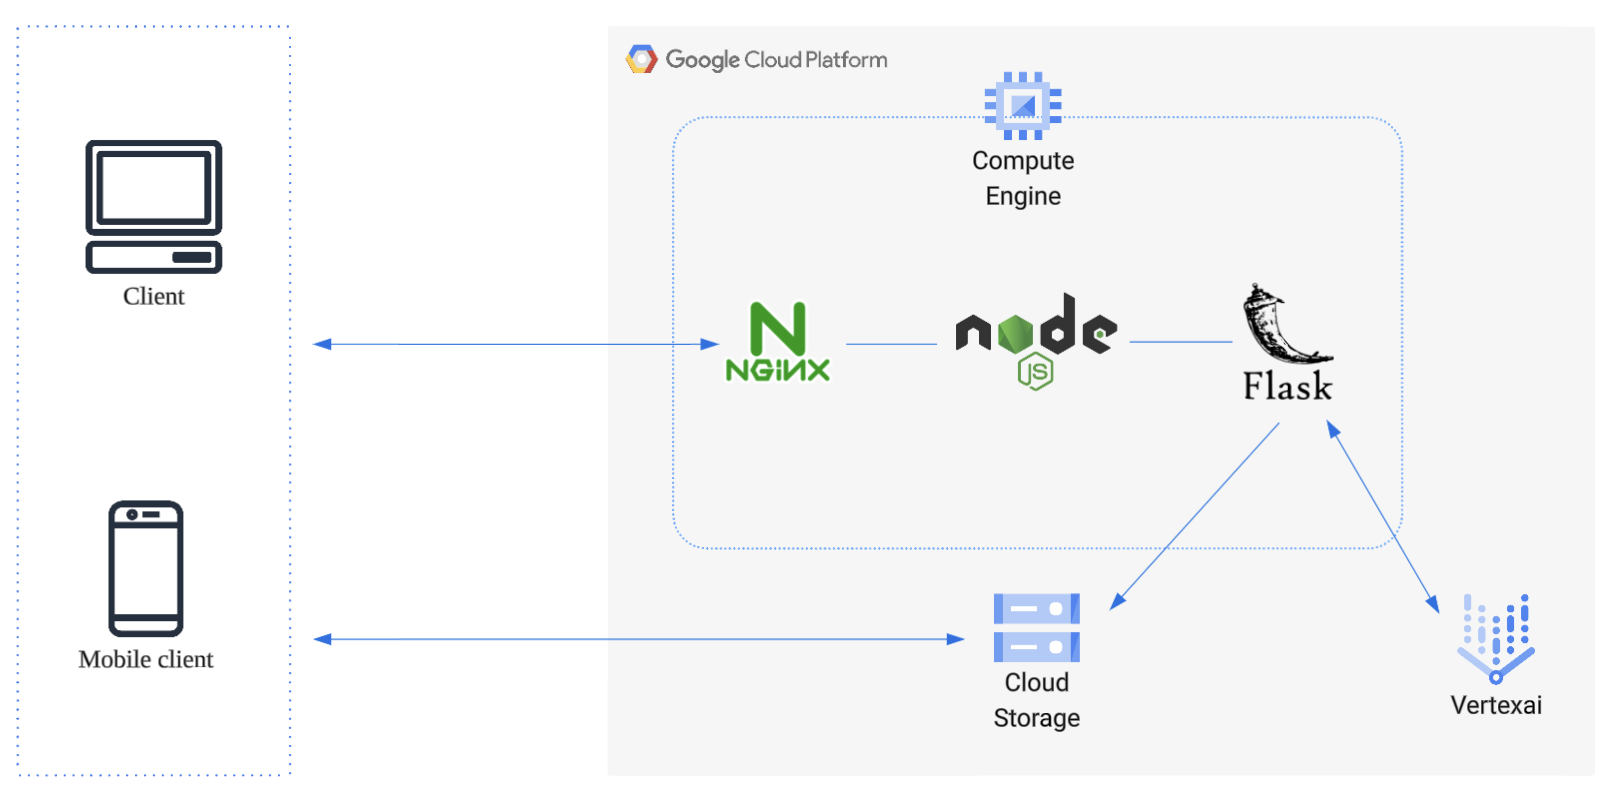 Google Cloud Platform
Compute
Engine
Client
NGiNX
node
JS
Flask
Mobile client
Cloud
Storage
Vertexai